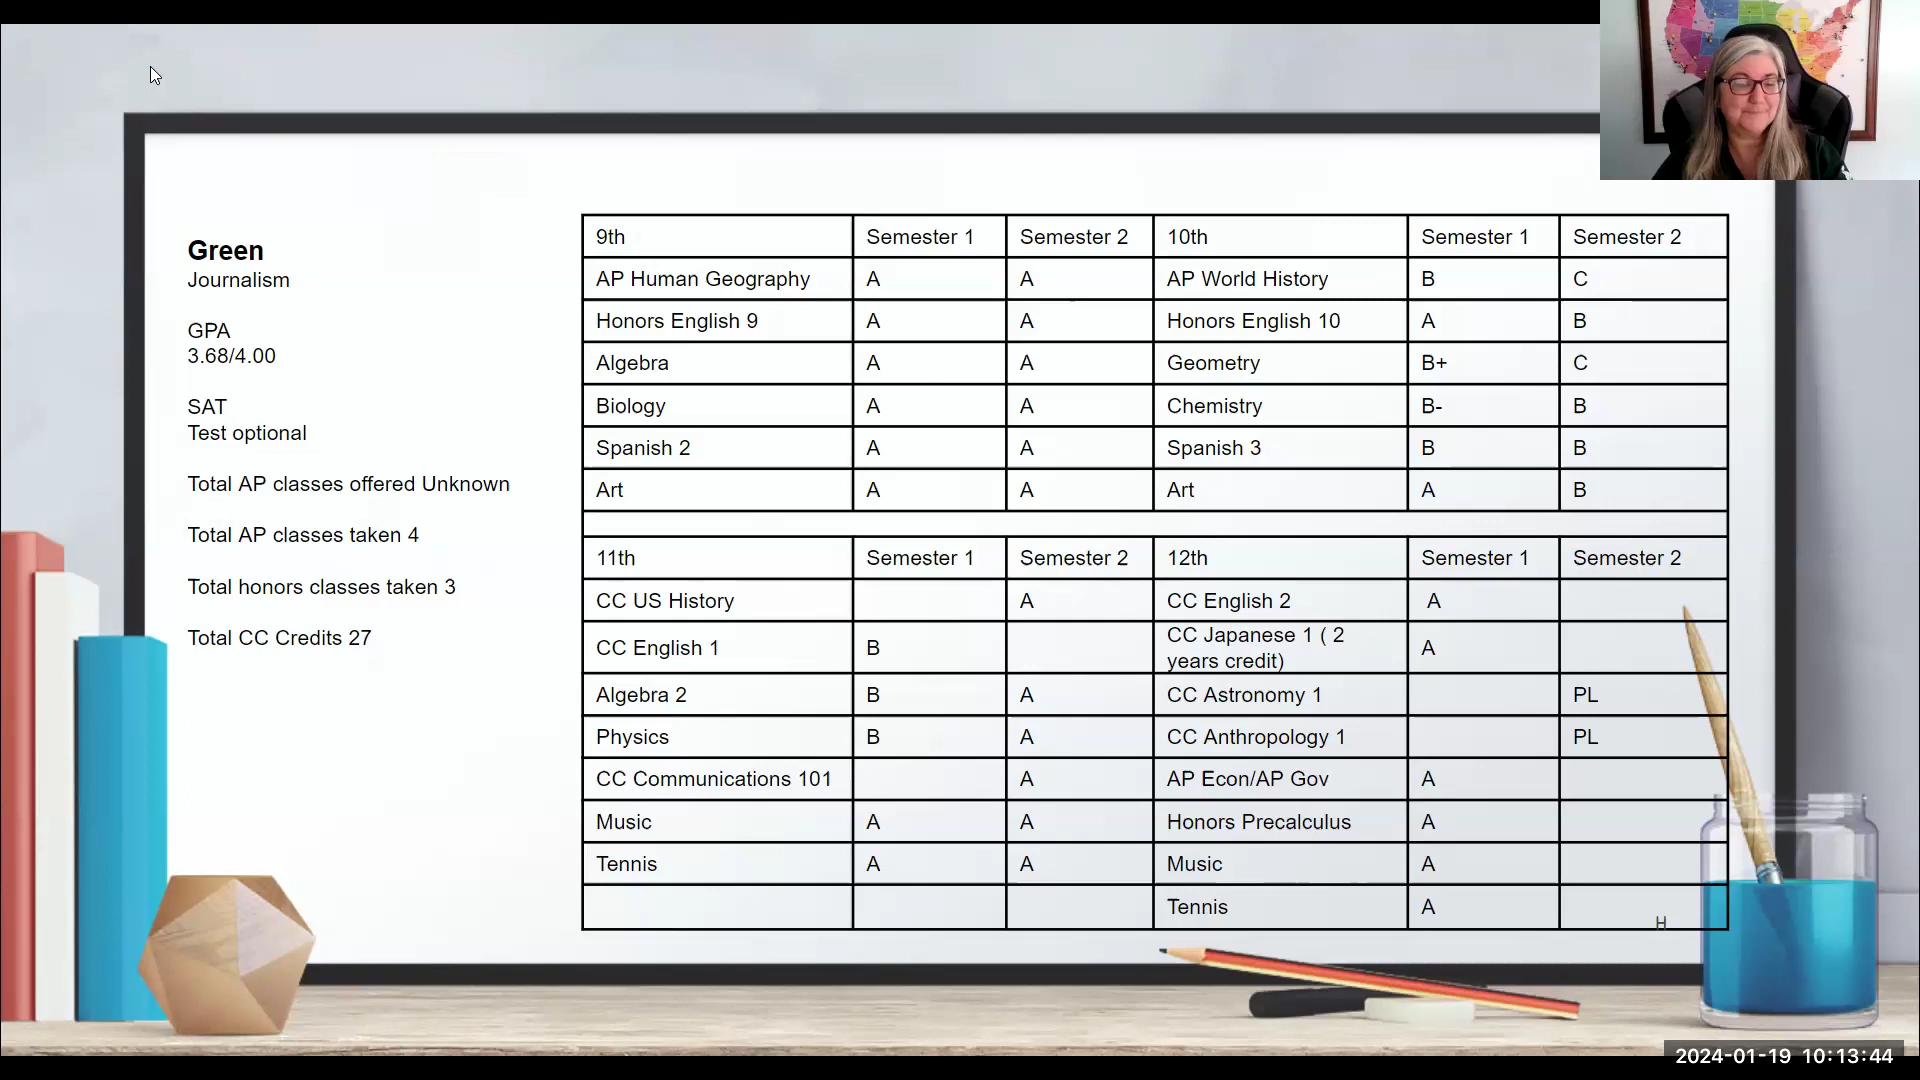 Green
Journalism
GPA
3.68/4.00
SAT
Test optional
Total AP classes offered Unknown
Total AP classes taken 4
Total honors classes taken 3
Total CC Credits 27
9th Semester 1 Semester 2 10th Semester 1 Semester 2
AP Human Geography A A AP World History B C
Honors English 9 A A Honors English 10 A B
Algebra A A Geometry B+ C
Biology A A Chemistry B- B
Spanish 2 A A Spanish 3 B B
Art A A Art A B
11th Semester 1 Semester 2 12th Semester 1 Semester 2
CC US History A CC English 2 A
CC English 1 B CC Japanese 1 ( 2
years credit) A
Algebra 2 B A CC Astronomy 1 PL
Physics B A CC Anthropology 1 PL
CC Communications 101 A AP Econ/AP Gov A
Music A A Honors Precalculus A
Tennis A A Music A
Tennis A
H
2024-01-19 10:13:44